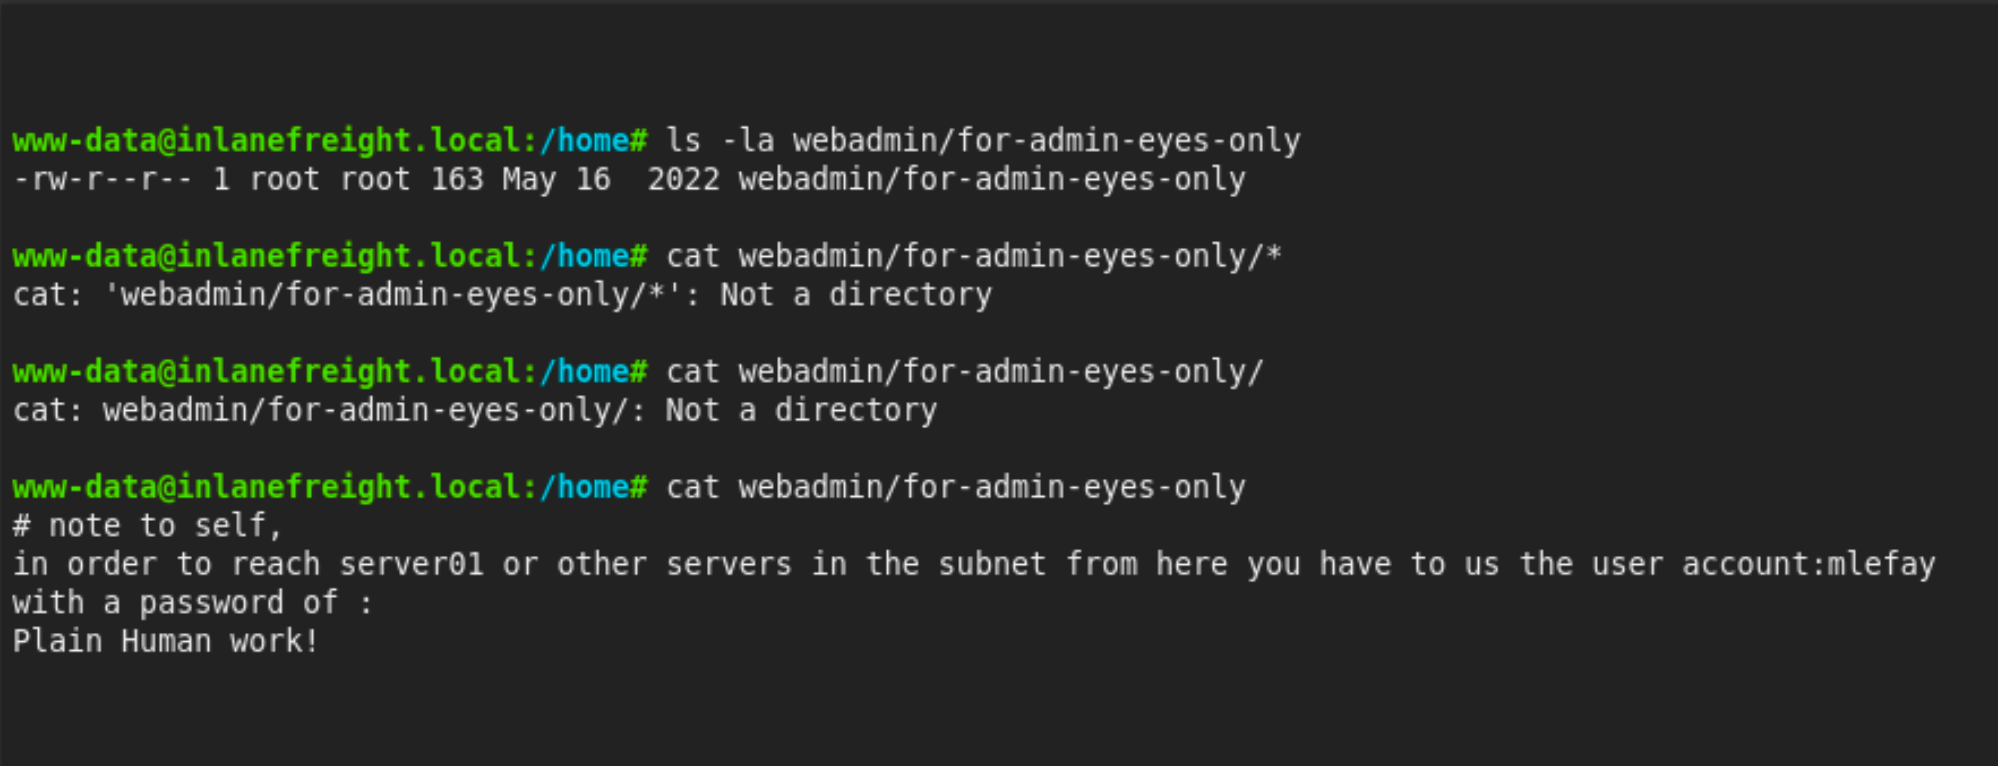 www-data@inlanefreight.local:/home# ls -la webadmin/for-admin-eyes-only
-rw-r--r-- 1 root root 163 May 16  2022 webadmin/for-admin-eyes-only
www-data@inlanefreight.local:/home# cat webadmin/for-admin-eyes-only/*
cat: 'webadmin/for-admin-eyes-only/*': Not a directory
www-data@inlanefreight.local:/home# cat webadmin/for-admin-eyes-only/
cat: webadmin/for-admin-eyes-only/: Not a directory
www-data@inlanefreight.local:/home# cat webadmin/for-admin-eyes-only
# note to self,
in order to reach server01 or other servers in the subnet from here you have to us the user account:mlefay
with a password of :
Plain Human work!